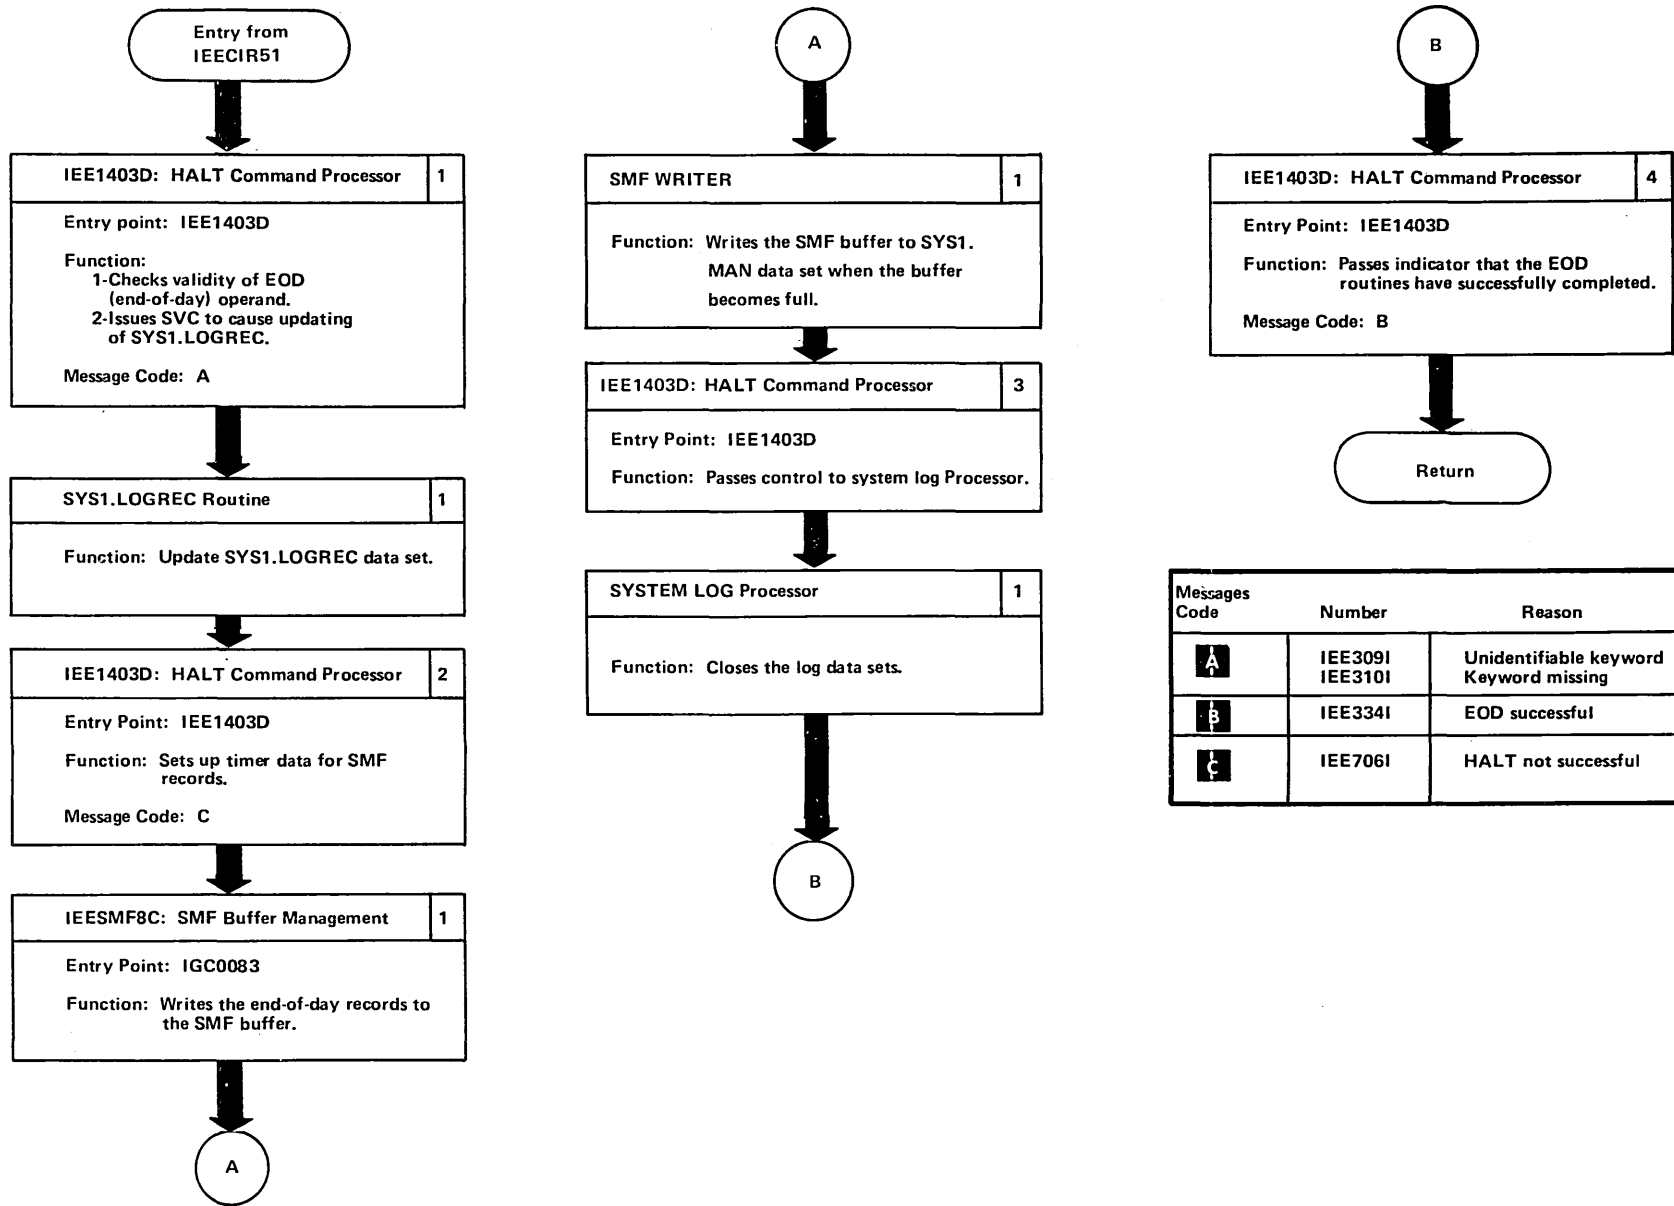 Entry from
IEECIR51
IEE1403D: HALT Command Processor 1
Entry point: IEE1403D
Function:
1-Checks validity of EOD
(end-of-day) operand.
2-Issues SVC to cause updating
of SYS1.LOGREC.
Message Code: A
SYS1.LOGREC Routine 1
Function: Update SYS1.LOGREC data set.
IEE1403D: HALT Command Processor 2
Entry Point: IEE1403D
Function: Sets up timer data for SMF
records.
Message Code: C
IEESMF8C: SMF Buffer Management 1
Entry Point: IGC0083
Function: Writes the end-of-day records to
the SMF buffer.
A
A
SMF WRITER 1
Function: Writes the SMF buffer to SYS1.
MAN data set when the buffer
becomes full.
IEE1403D: HALT Command Processor 3
Entry Point: IEE1403D
Function: Passes control to system log Processor.
SYSTEM LOG Processor 1
Function: Closes the log data sets.
B
B
IEE1403D: HALT Command Processor 4
Entry Point: IEE1403D
Function: Passes indicator that the EOD
routines have successfully completed.
Message Code: B
Return
Messages
Code Number Reason
A IEE309I Unidentifiable keyword
IEE310I Keyword missing
B IEE334I EOD successful
C IEE706I HALT not successful